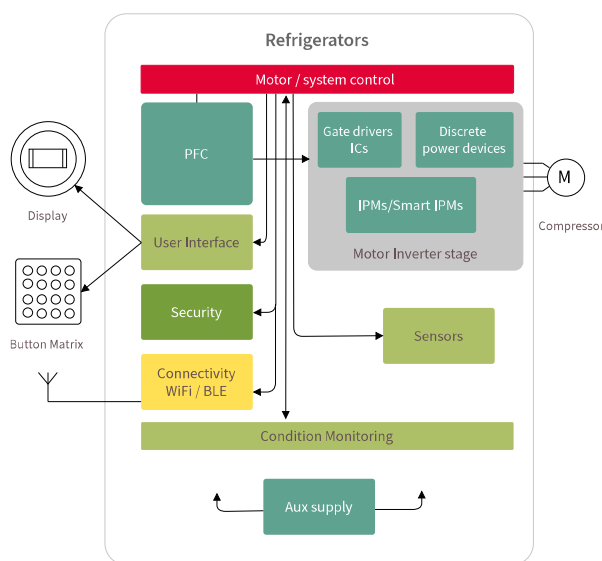 Refrigerators
Motor / system control
PFC
Gate drivers
ICs
Discrete
power devices
IPMs/Smart IPMs
Motor Inverter stage
M
Compressor
Display
User Interface
Button Matrix
Security
Sensors
Connectivity
WiFi / BLE
Condition Monitoring
Aux supply